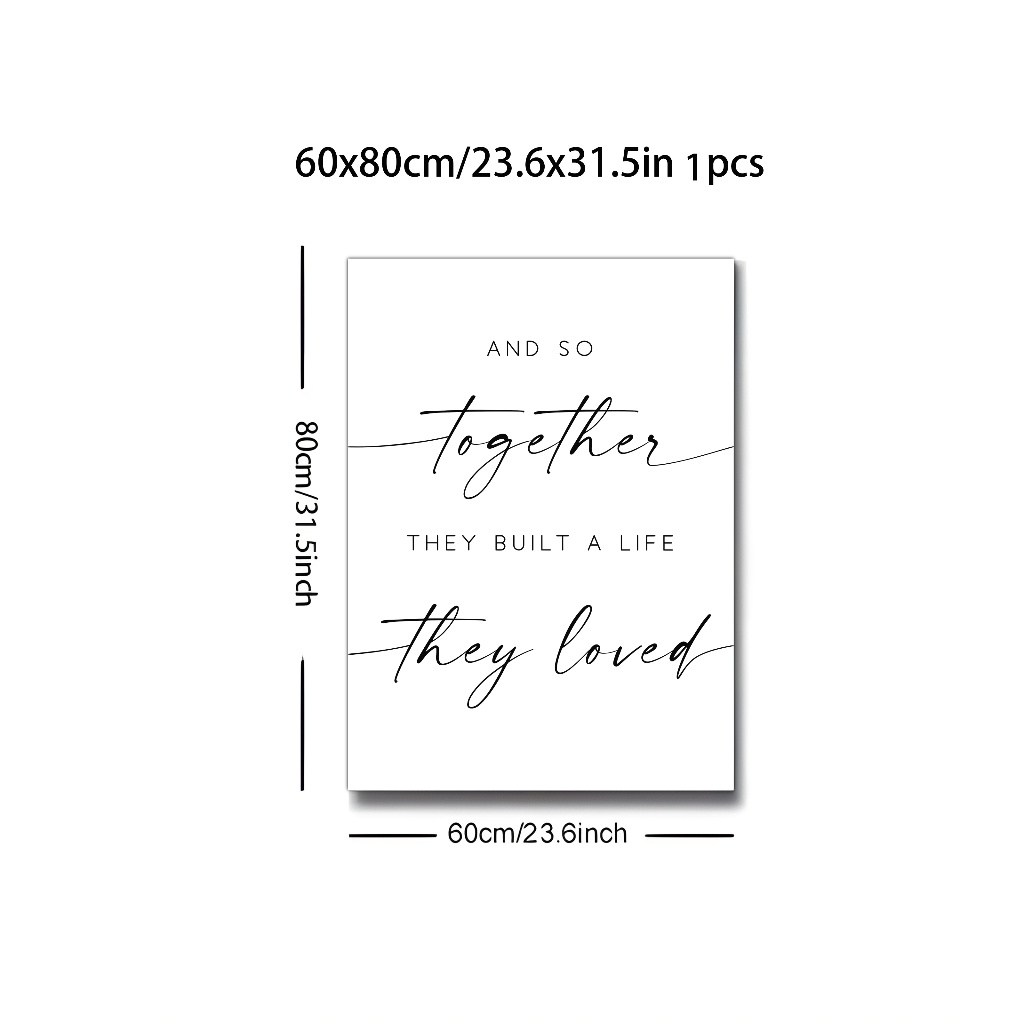 60x80cm/23.6x31.5in 1pcs
AND SO
together
THEY BUILT A LIFE
they loved
80cm/31.5inch
60cm/23.6inch